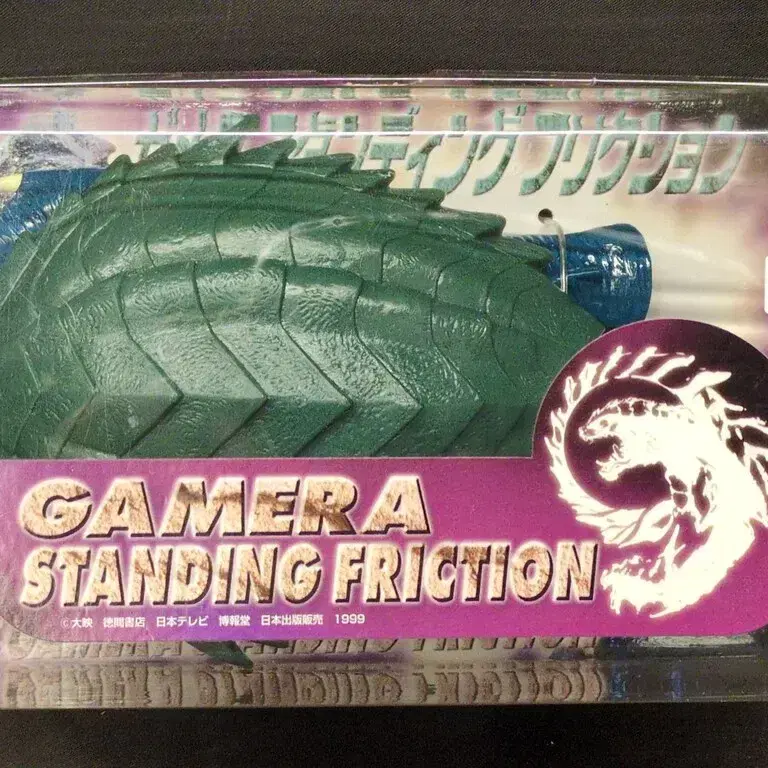 ガメラ スタンディング フリクション
GAMERA
STANDING FRICTION
©大映 徳間書店 日本テレビ 博報堂 日本出版販売 1999